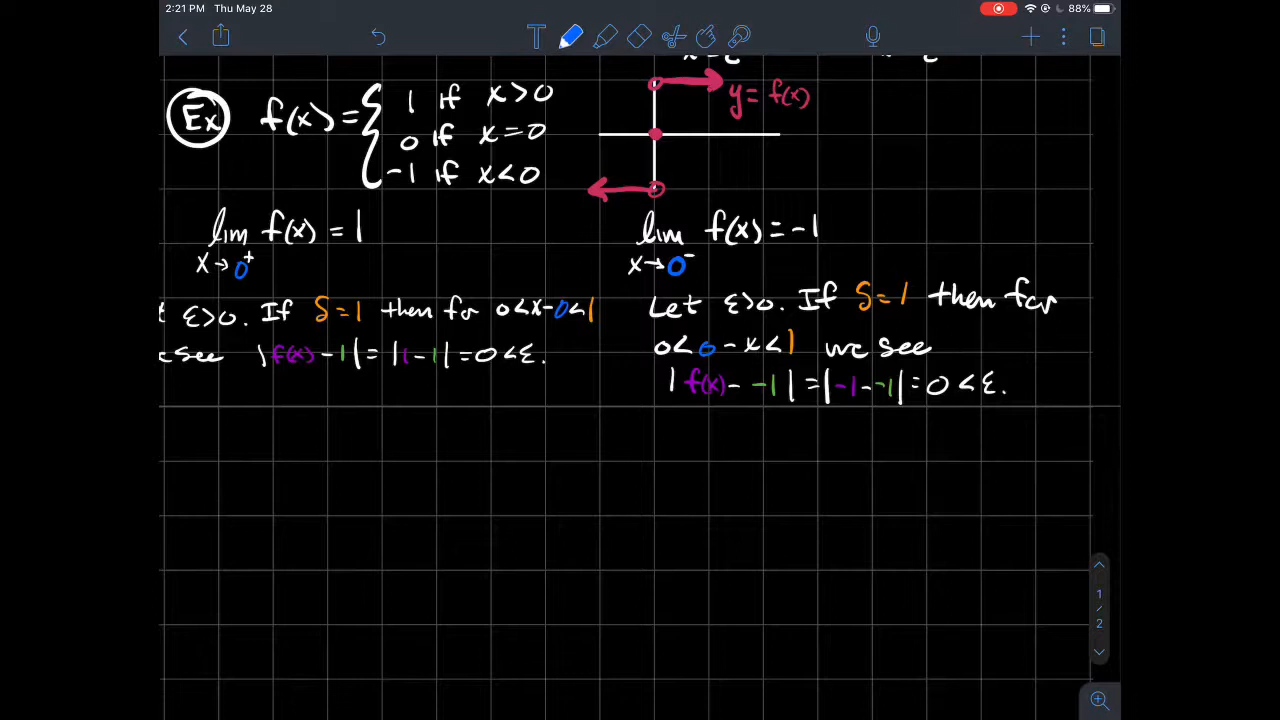 2:21 PM Thu May 28
88%
Ex f(x) = { 1 if x > 0
0 if x = 0
-1 if x < 0
y = f(x)
lim f(x) = 1
x → 0⁺
ε > 0. If δ = 1 then for 0 < x - 0 < 1
see |f(x) - 1| = |1 - 1| = 0 < ε.
lim f(x) = -1
x → 0⁻
Let ε > 0. If δ = 1 then for
0 < 0 - x < 1 we see
|f(x) - -1| = |-1 - -1| = 0 < ε.
1
/
2